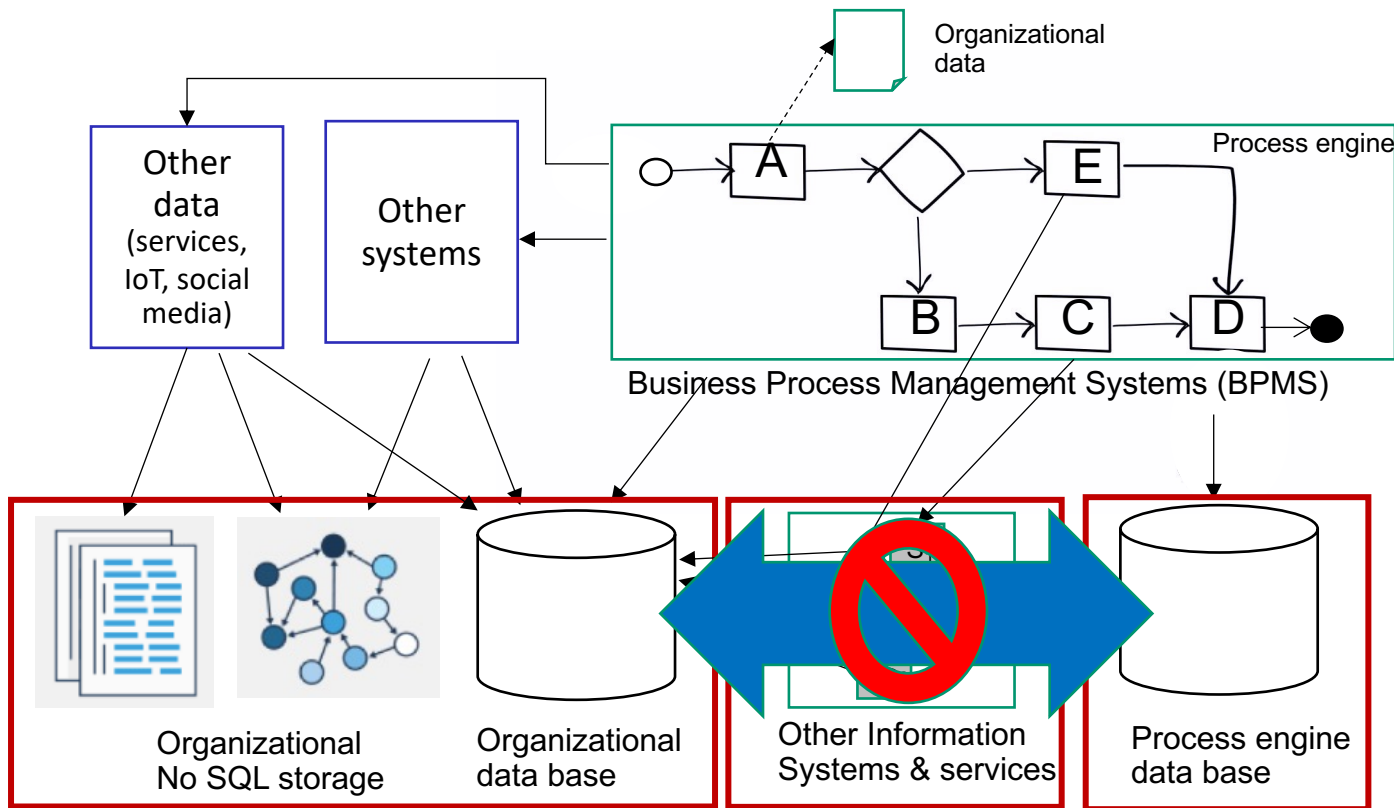 Organizational
data
Other
data
(services,
IoT, social
media)
Other
systems
Process engine
A
E
B
C
D
Business Process Management Systems (BPMS)
Organizational
No SQL storage
Organizational
data base
Other Information
Systems & services
Process engine
data base